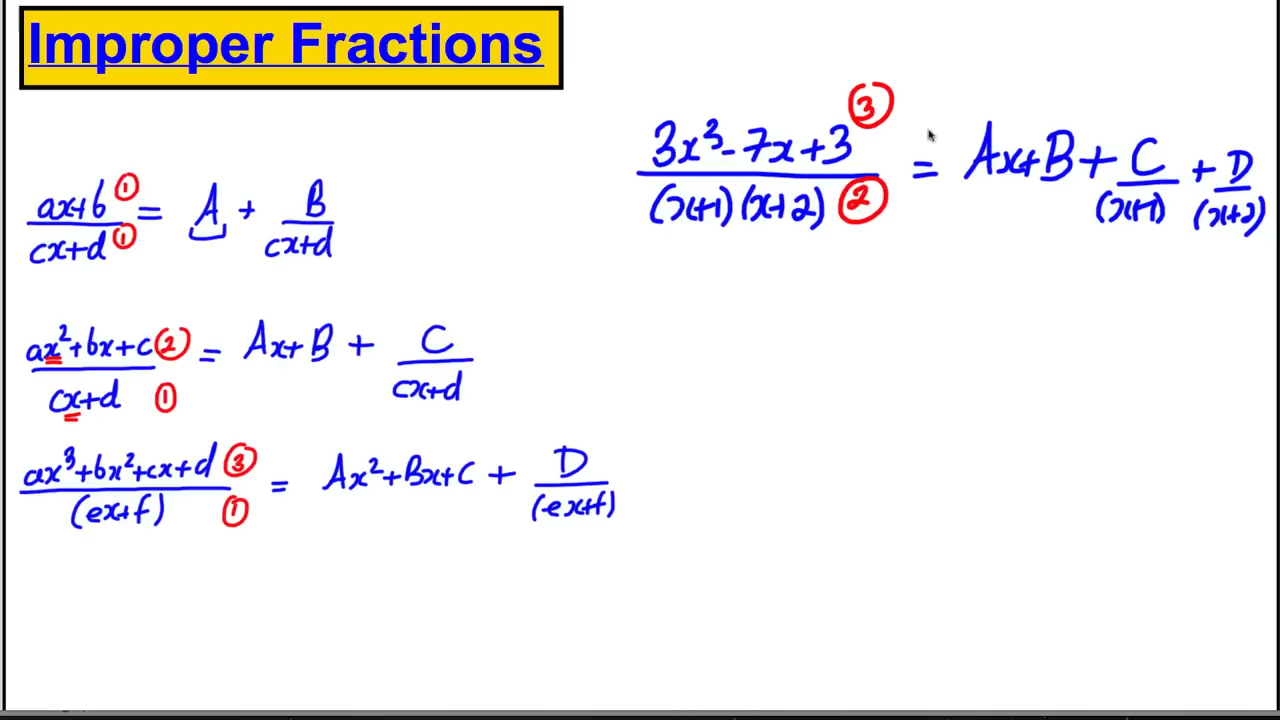 Improper Fractions
ax+b ① / cx+d ① = A + B / cx+d
ax²+bx+c ② / cx+d ① = Ax+B + C / cx+d
ax³+bx²+cx+d ③ / (ex+f) ① = Ax²+Bx+C + D / (ex+f)
3x³-7x+3 ③ / (x+1)(x+2) ② = Ax+B + C / (x+1) + D / (x+2)